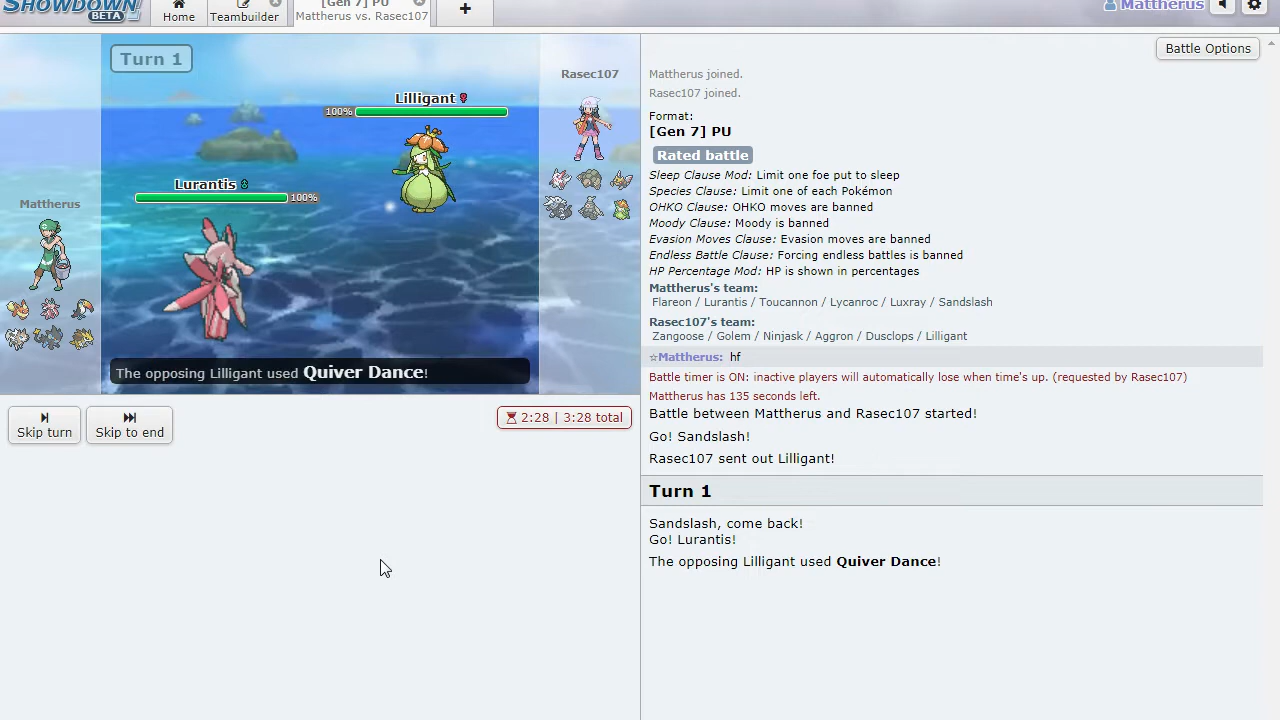 SHOWDOWN
BETA
Home
Teambuilder
[Gen 7] PU
Mattherus vs. Rasec107
+
Mattherus
Turn 1
Lilligant
100%
Lurantis
100%
Mattherus
Rasec107
The opposing Lilligant used Quiver Dance!
Skip turn
Skip to end
2:28 | 3:28 total
Battle Options
Mattherus joined.
Rasec107 joined.
Format:
[Gen 7] PU
Rated battle
Sleep Clause Mod: Limit one foe put to sleep
Species Clause: Limit one of each Pokémon
OHKO Clause: OHKO moves are banned
Moody Clause: Moody is banned
Evasion Moves Clause: Evasion moves are banned
Endless Battle Clause: Forcing endless battles is banned
HP Percentage Mod: HP is shown in percentages
Mattherus's team:
Flareon / Lurantis / Toucannon / Lycanroc / Luxray / Sandslash
Rasec107's team:
Zangoose / Golem / Ninjask / Aggron / Dusclops / Lilligant
☆Mattherus: hf
Battle timer is ON: inactive players will automatically lose when time's up. (requested by Rasec107)
Mattherus has 135 seconds left.
Battle between Mattherus and Rasec107 started!
Go! Sandslash!
Rasec107 sent out Lilligant!
Turn 1
Sandslash, come back!
Go! Lurantis!
The opposing Lilligant used Quiver Dance!